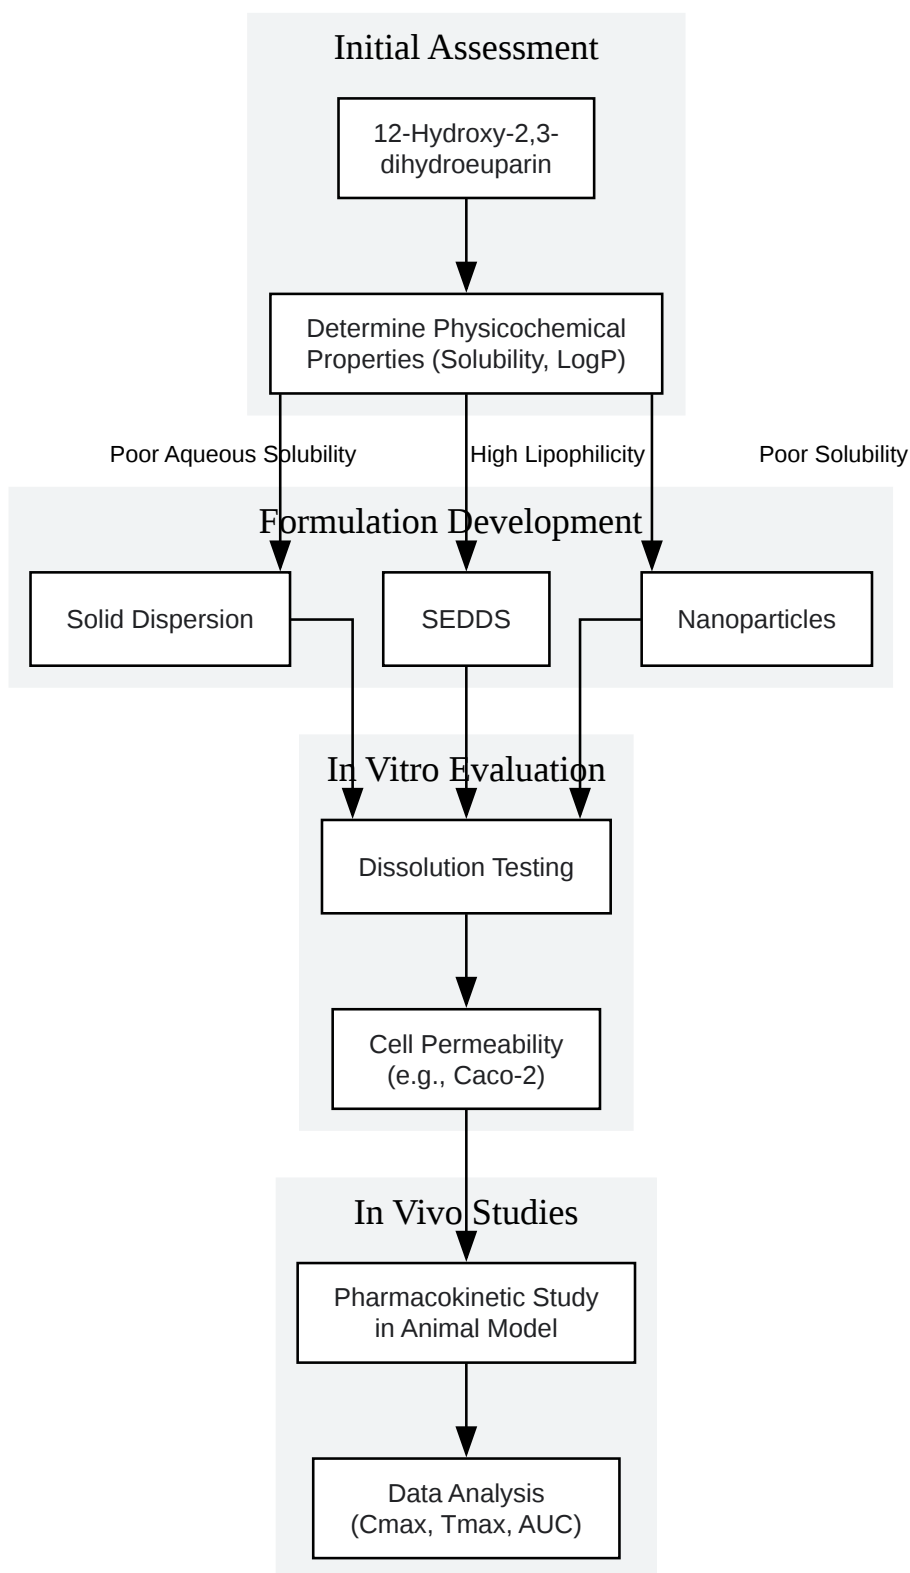 Initial Assessment
12-Hydroxy-2,3-
dihydroeuparin
Determine Physicochemical
Properties (Solubility, LogP)
Poor Aqueous Solubility
High Lipophilicity
Poor Solubility
Formulation Development
Solid Dispersion
SEDDS
Nanoparticles
In Vitro Evaluation
Dissolution Testing
Cell Permeability
(e.g., Caco-2)
In Vivo Studies
Pharmacokinetic Study
in Animal Model
Data Analysis
(Cmax, Tmax, AUC)